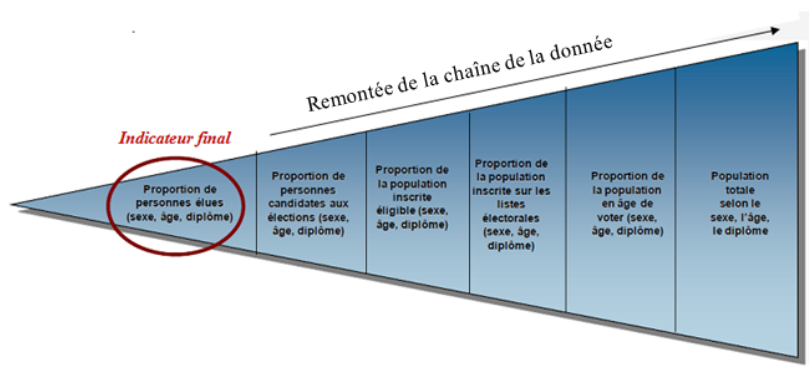 Remontée de la chaîne de la donnée
Indicateur final
Proportion de
personnes élues
(sexe, âge, diplôme)
Proportion de
personnes
candidates aux
élections (sexe,
âge, diplôme)
Proportion de
la population
inscrite
éligible (sexe,
âge, diplôme)
Proportion de
la population
inscrite sur les
listes
électorales
(sexe, âge,
diplôme)
Proportion de
la population
en âge de
voter (sexe,
âge, diplôme)
Population
totale
selon le
sexe, l'âge,
le diplôme